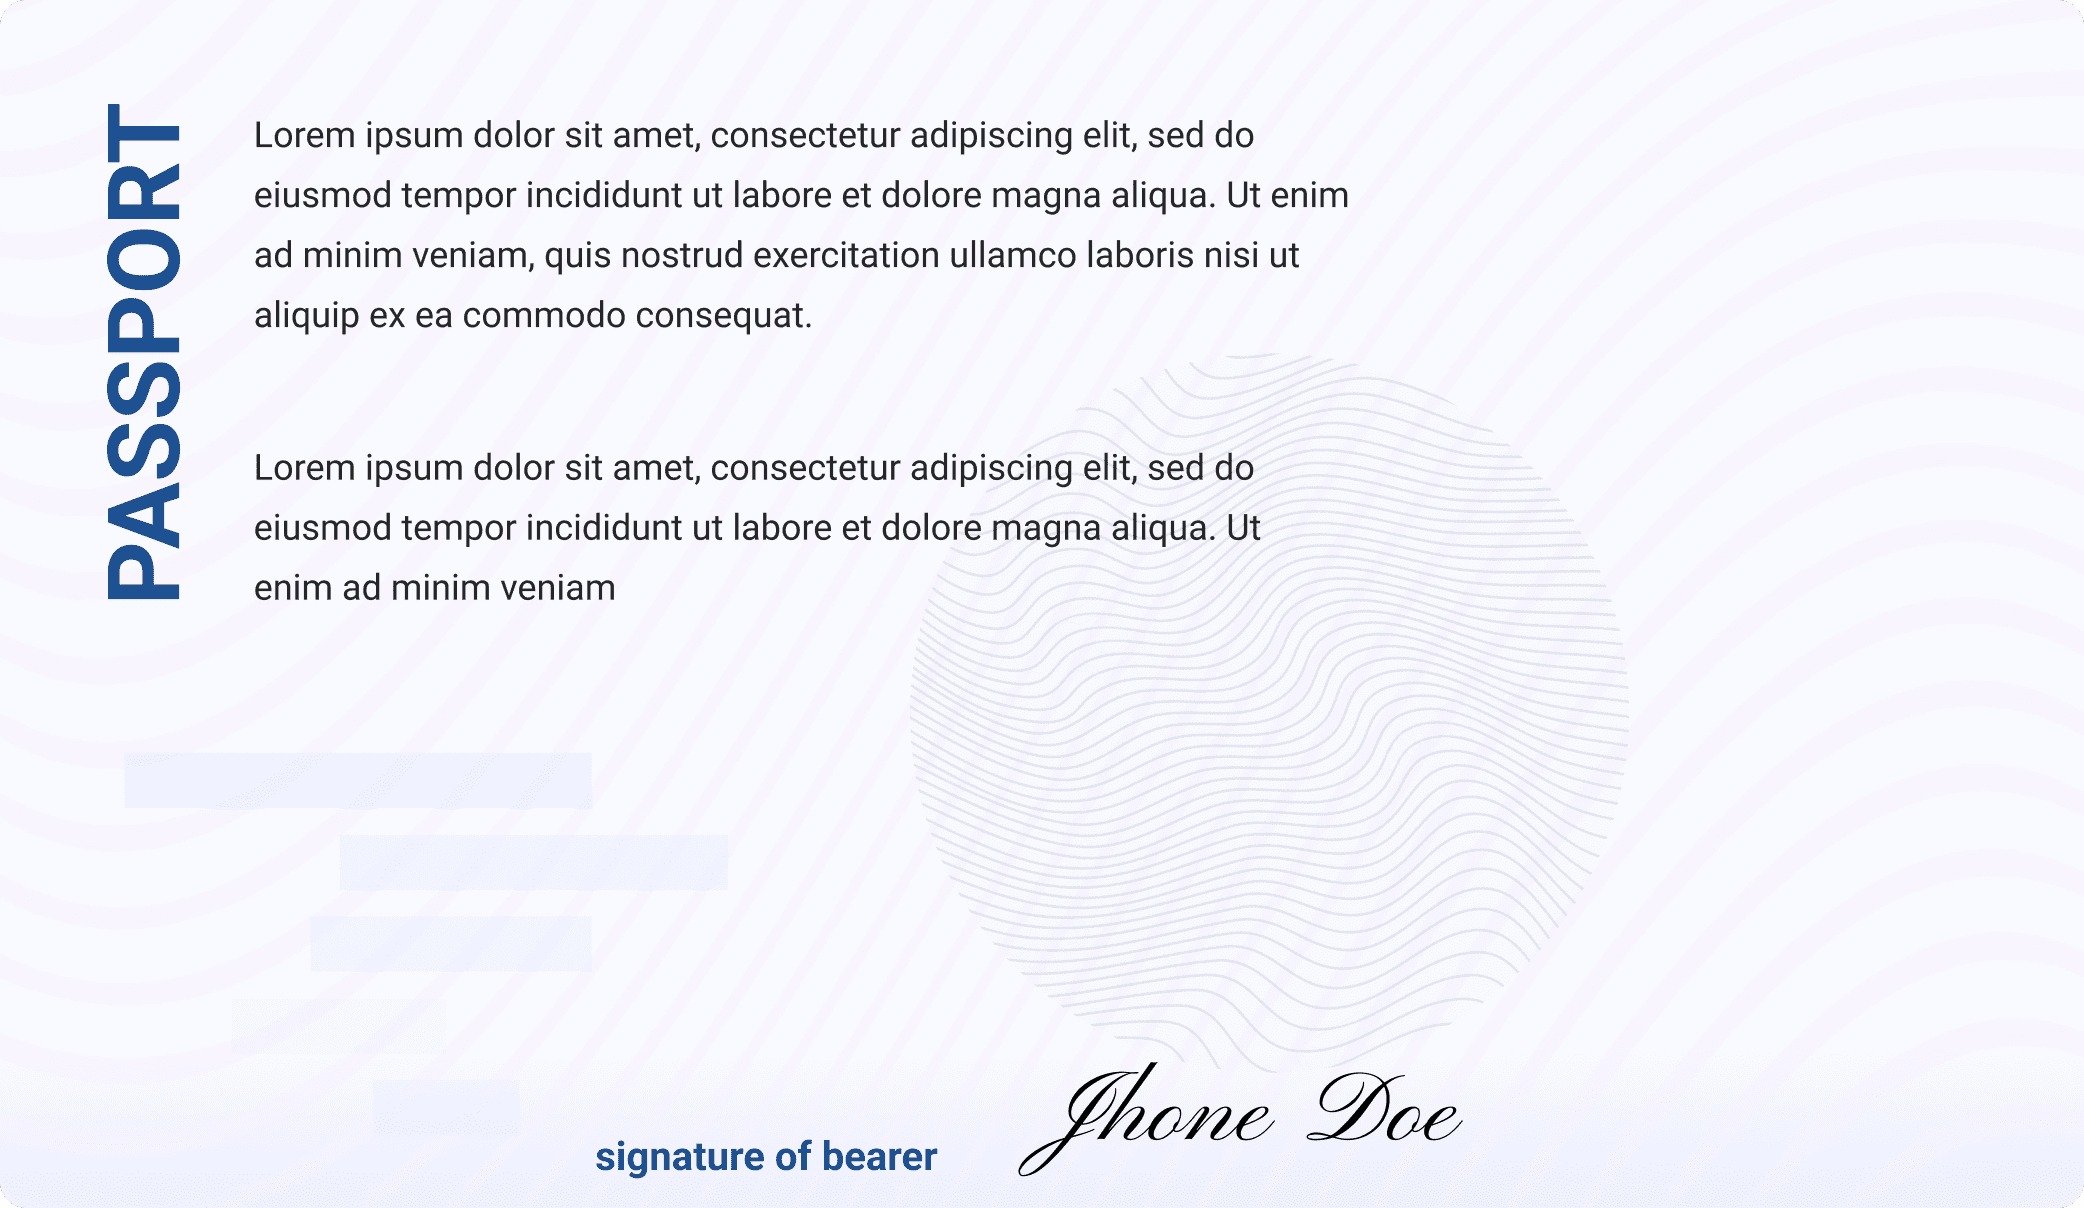 PASSPORT
Lorem ipsum dolor sit amet, consectetur adipiscing elit, sed do
eiusmod tempor incididunt ut labore et dolore magna aliqua. Ut enim
ad minim veniam, quis nostrud exercitation ullamco laboris nisi ut
aliquip ex ea commodo consequat.
Lorem ipsum dolor sit amet, consectetur adipiscing elit, sed do
eiusmod tempor incididunt ut labore et dolore magna aliqua. Ut
enim ad minim veniam
signature of bearer
Jhone Doe